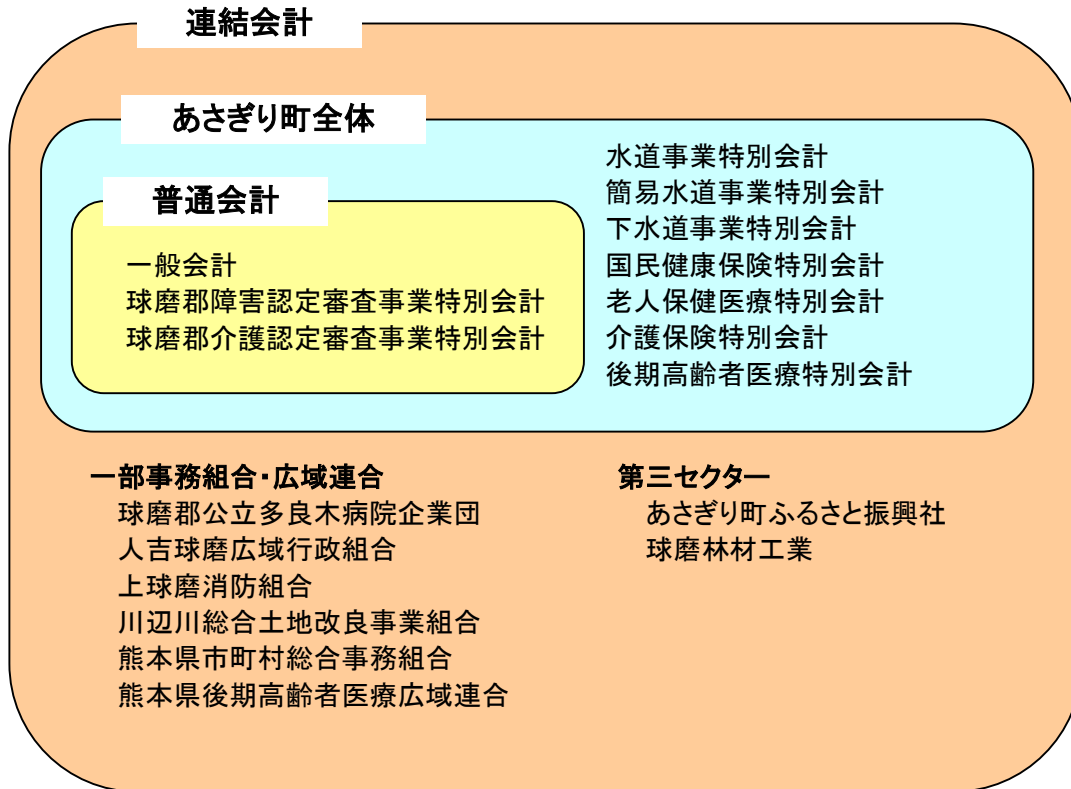 連結会計
あさぎり町全体
普通会計
一般会計
球磨郡障害認定審査事業特別会計
球磨郡介護認定審査事業特別会計
水道事業特別会計
簡易水道事業特別会計
下水道事業特別会計
国民健康保険特別会計
老人保健医療特別会計
介護保険特別会計
後期高齢者医療特別会計
一部事務組合・広域連合
球磨郡公立多良木病院企業団
人吉球磨広域行政組合
上球磨消防組合
川辺川総合土地改良事業組合
熊本県市町村総合事務組合
熊本県後期高齢者医療広域連合
第三セクター
あさぎり町ふるさと振興社
球磨林材工業